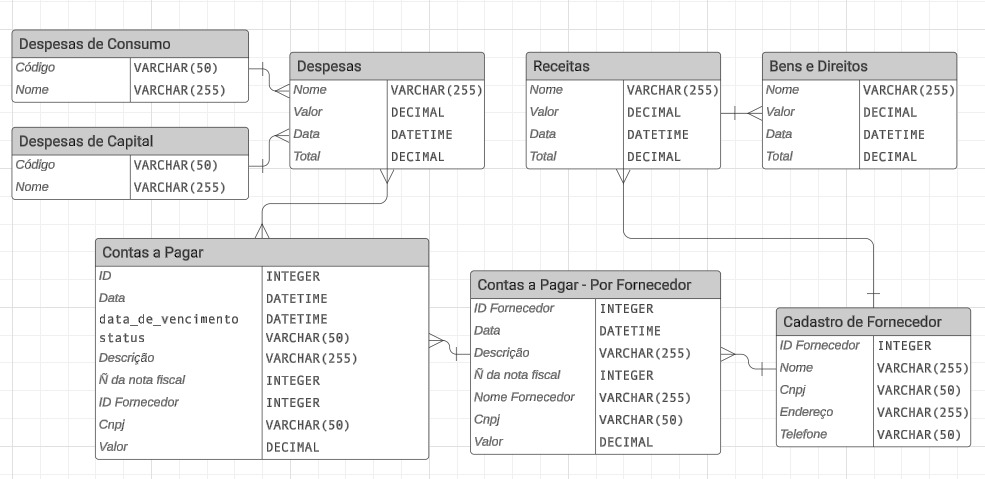 Despesas de Consumo
Código VARCHAR(50)
Nome VARCHAR(255)
Despesas de Capital
Código VARCHAR(50)
Nome VARCHAR(255)
Despesas
Nome VARCHAR(255)
Valor DECIMAL
Data DATETIME
Total DECIMAL
Receitas
Nome VARCHAR(255)
Valor DECIMAL
Data DATETIME
Total DECIMAL
Bens e Direitos
Nome VARCHAR(255)
Valor DECIMAL
Data DATETIME
Total DECIMAL
Contas a Pagar
ID INTEGER
Data DATETIME
data_de_vencimento DATETIME
status VARCHAR(50)
Descrição VARCHAR(255)
Ñ da nota fiscal INTEGER
ID Fornecedor INTEGER
Cnpj VARCHAR(50)
Valor DECIMAL
Contas a Pagar - Por Fornecedor
ID Fornecedor INTEGER
Data DATETIME
Descrição VARCHAR(255)
Ñ da nota fiscal INTEGER
Nome Fornecedor VARCHAR(255)
Cnpj VARCHAR(50)
Valor DECIMAL
Cadastro de Fornecedor
ID Fornecedor INTEGER
Nome VARCHAR(255)
Cnpj VARCHAR(50)
Endereço VARCHAR(255)
Telefone VARCHAR(50)